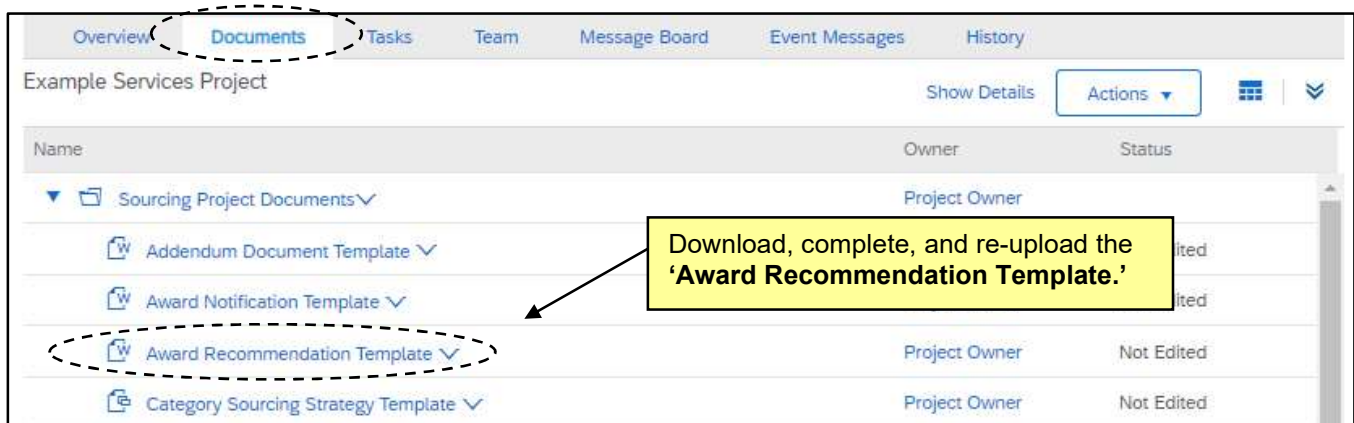 Overview Documents Tasks Team Message Board Event Messages History
Example Services Project Show Details Actions
Name Owner Status
Sourcing Project Documents Project Owner
Addendum Document Template
Download, complete, and re-upload the
‘Award Recommendation Template.’
Award Notification Template
Award Recommendation Template Project Owner Not Edited
Category Sourcing Strategy Template Project Owner Not Edited